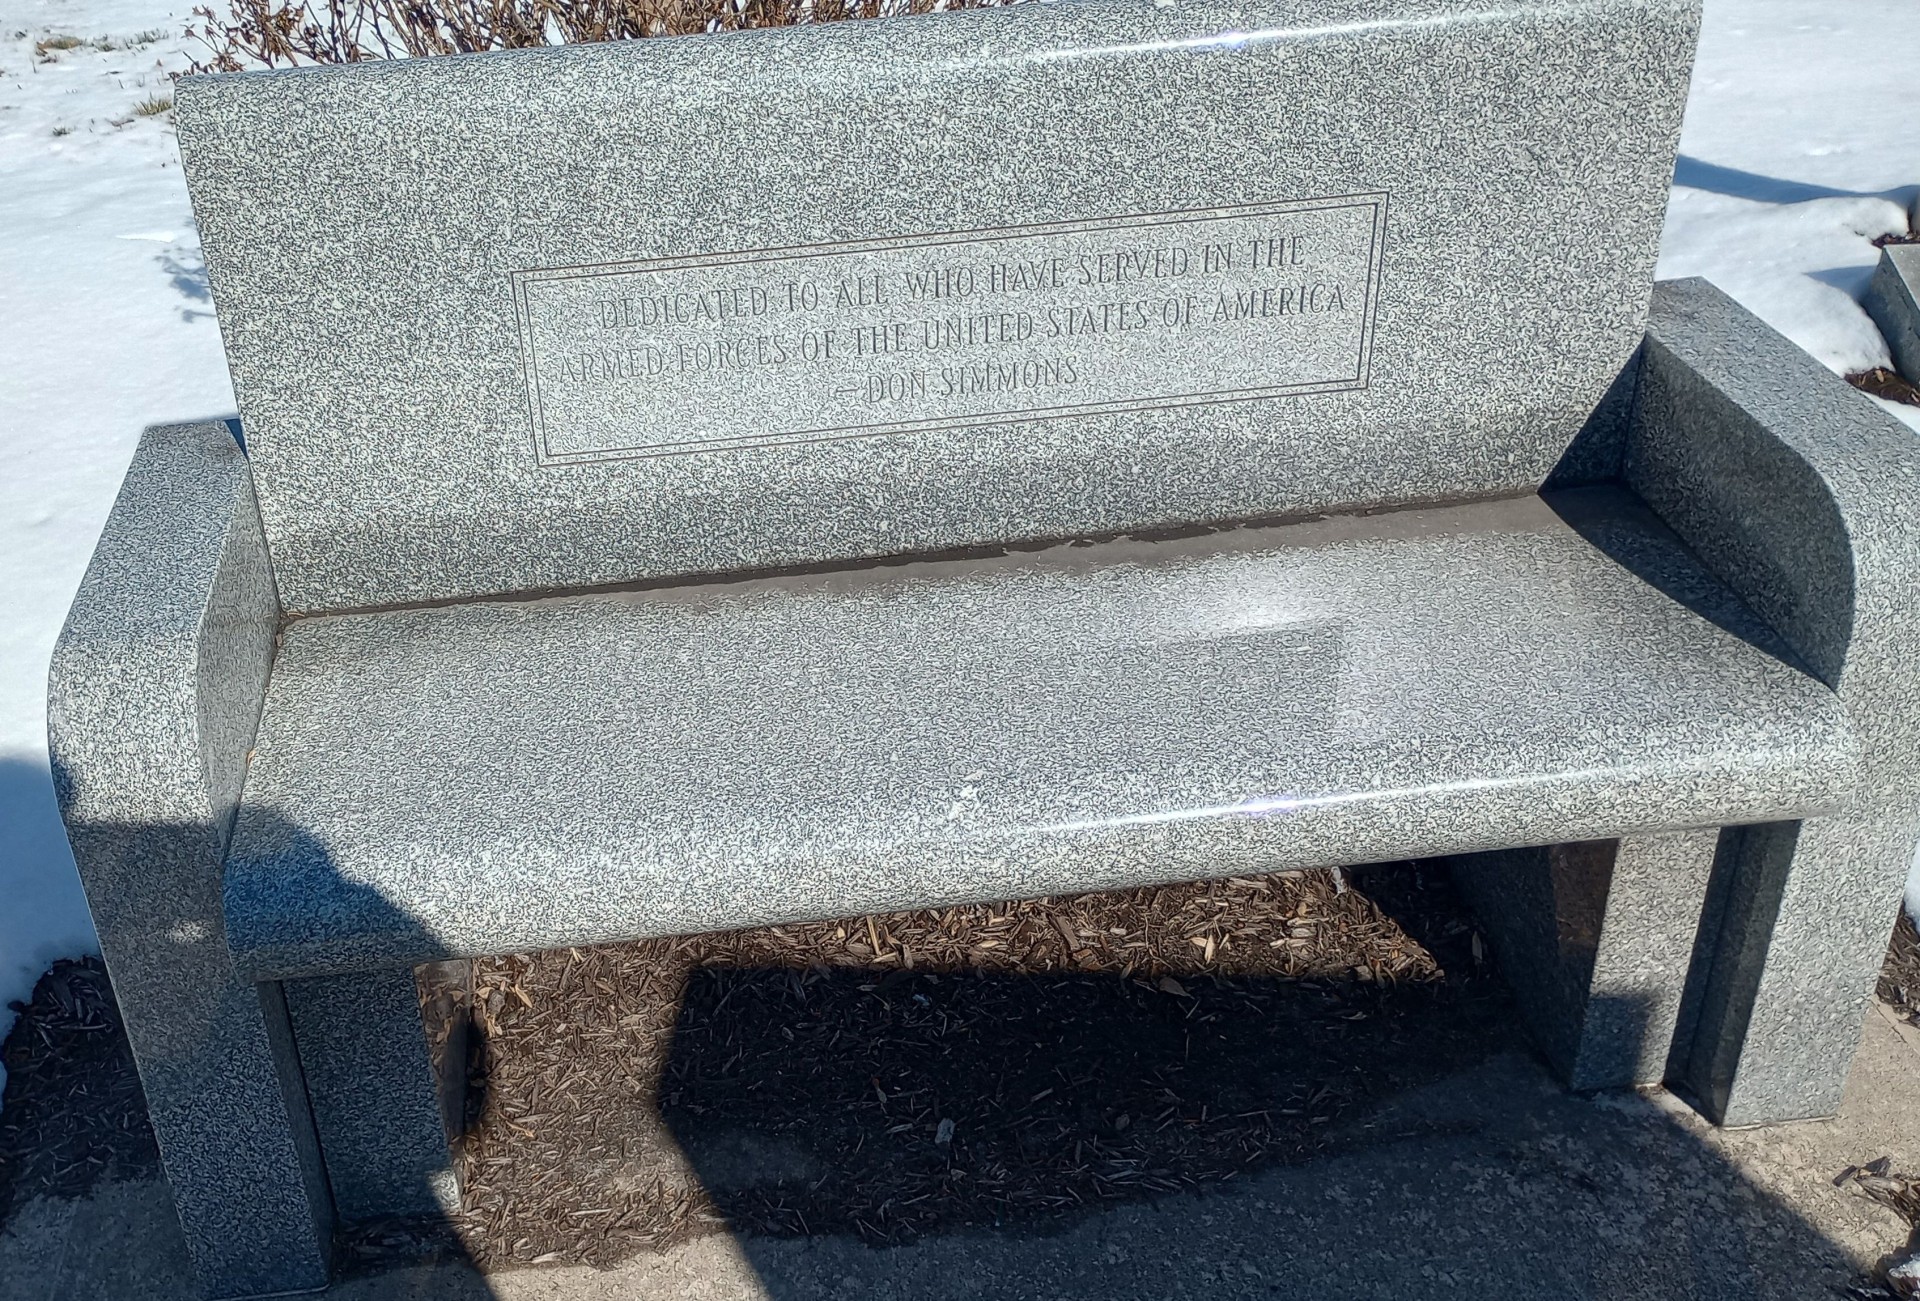 DEDICATED TO ALL WHO HAVE SERVED IN THE
ARMED FORCES OF THE UNITED STATES OF AMERICA
– DON SIMMONS